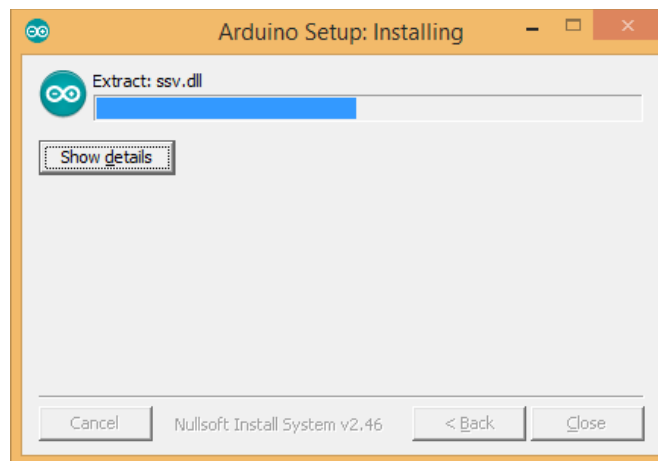 Arduino Setup: Installing
Extract: ssv.dll
Show details
Cancel
Nullsoft Install System v2.46
< Back
Close